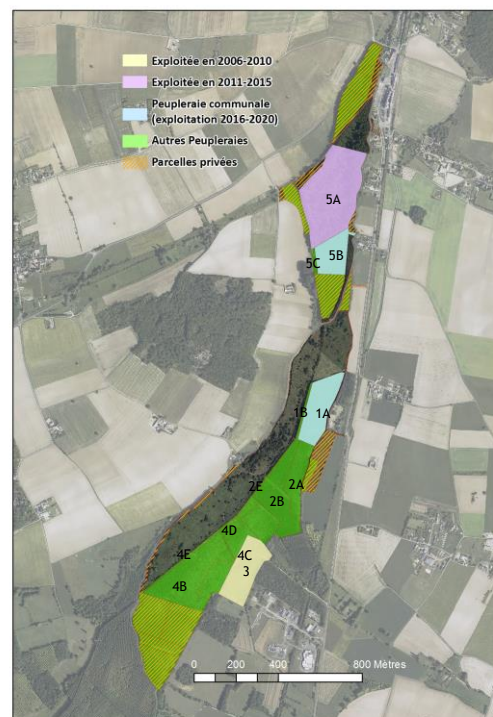 Exploitée en 2006-2010
Exploitée en 2011-2015
Peupleraie communale
(exploitation 2016-2020)
Autres Peupleraies
Parcelles privées
5A
5C
5B
1B
1A
2E
2A
2B
4D
4E
4C
3
4B
0 200 400 800 Mètres